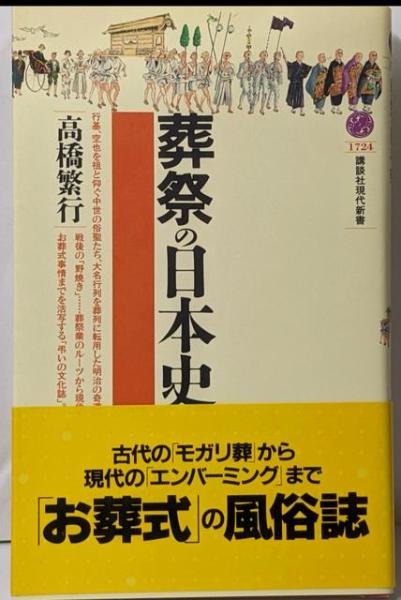 1724
講談社現代新書
葬祭の日本史
高橋繁行
行基、空也を祖と仰ぐ中世の俗聖たち、大名行列を葬列に転用した明治の奇
戦後の「野焼き」……葬祭業のルーツから現
お葬式事情までを活写する「弔いの文化誌」。
古代の「モガリ葬」から
現代の「エンバーミング」まで
「お葬式」の風俗誌